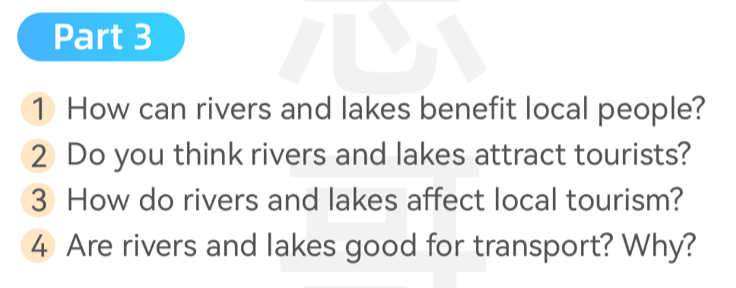 Part 3
1 How can rivers and lakes benefit local people?
2 Do you think rivers and lakes attract tourists?
3 How do rivers and lakes affect local tourism?
4 Are rivers and lakes good for transport? Why?